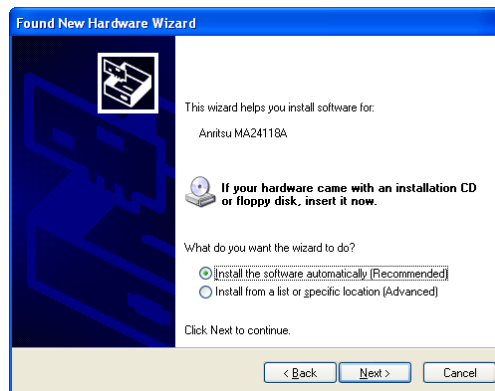 Found New Hardware Wizard
This wizard helps you install software for:
Anritsu MA24118A
If your hardware came with an installation CD
or floppy disk, insert it now.
What do you want the wizard to do?
Install the software automatically (Recommended)
Install from a list or specific location (Advanced)
Click Next to continue.
< Back Next > Cancel